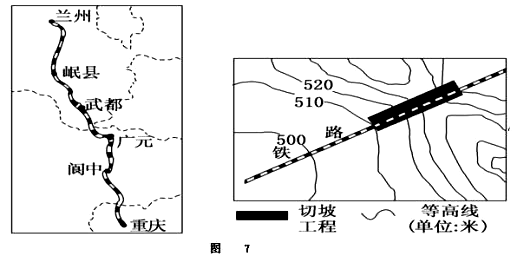 兰州
岷县
武都
广元
阆中
重庆
520
510
500
铁 路
切坡
工程
等高线
(单位:米)
图 7